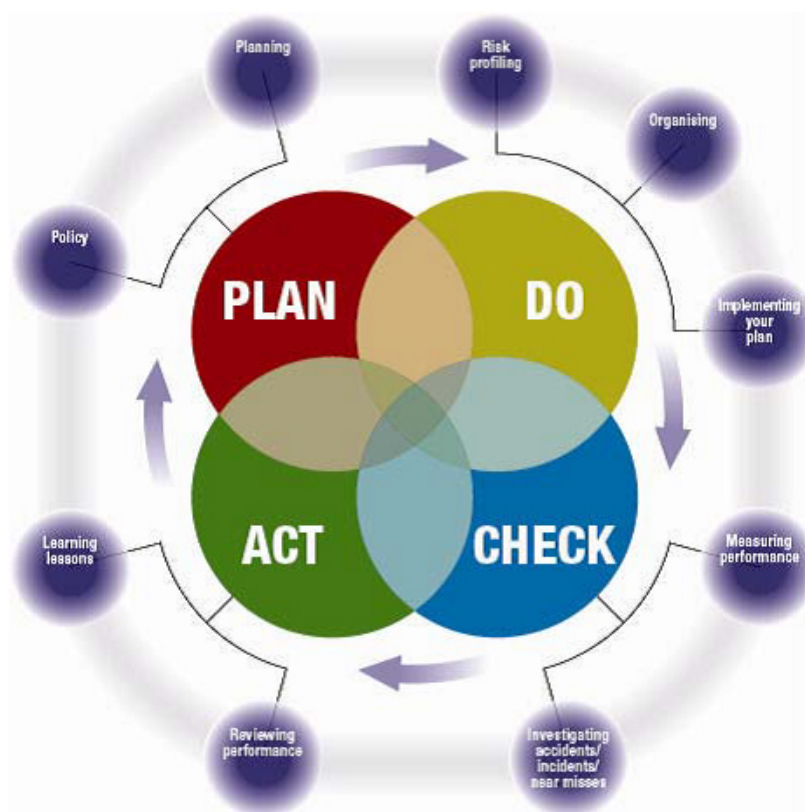 Planning
Risk
profiling
Organising
Policy
PLAN
DO
Implementing
your
plan
ACT
CHECK
Learning
lessons
Measuring
performance
Reviewing
performance
Investigating
accidents/
incidents/
near misses